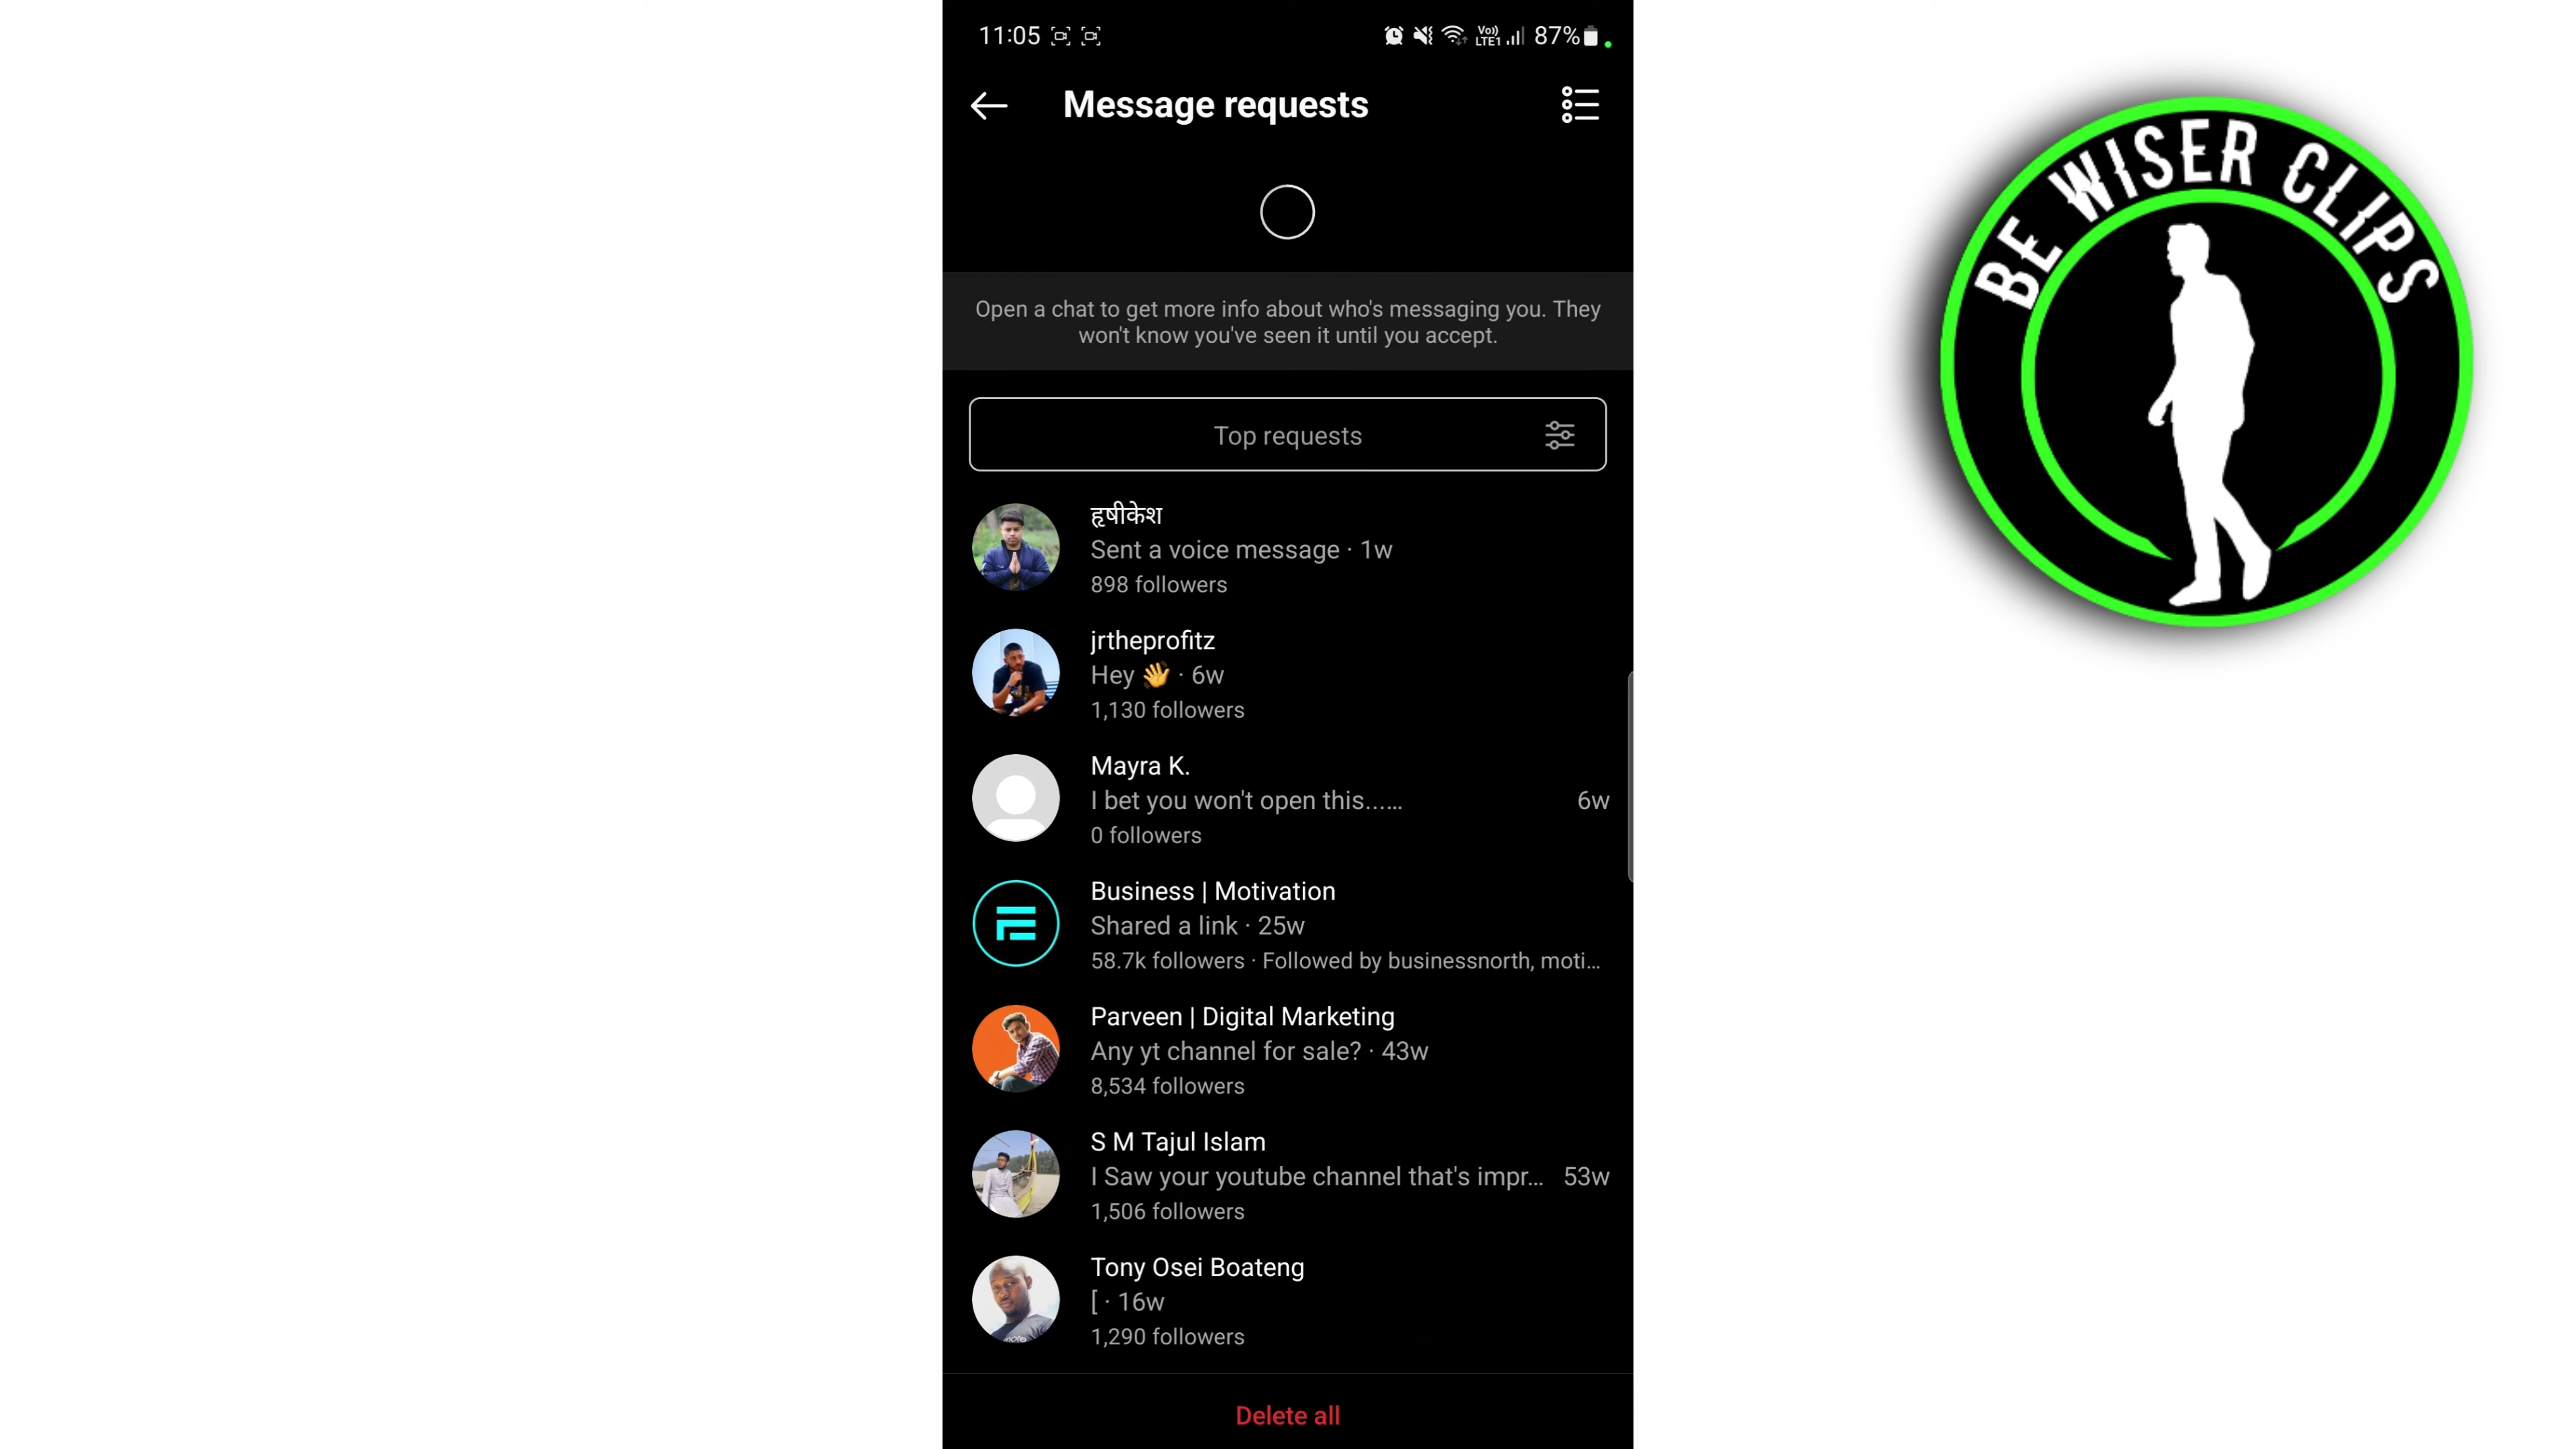 11:05
Vo))
LTE1
87%
Message requests
BE WISER CLIPS
Open a chat to get more info about who's messaging you. They
won't know you've seen it until you accept.
Top requests
हृषीकेश
Sent a voice message · 1w
898 followers
jrtheprofitz
Hey 👋 · 6w
1,130 followers
Mayra K.
I bet you won't open this...… 6w
0 followers
Business | Motivation
Shared a link · 25w
58.7k followers · Followed by businessnorth, moti...
Parveen | Digital Marketing
Any yt channel for sale? · 43w
8,534 followers
S M Tajul Islam
I Saw your youtube channel that's impr... 53w
1,506 followers
Tony Osei Boateng
[ · 16w
1,290 followers
Delete all